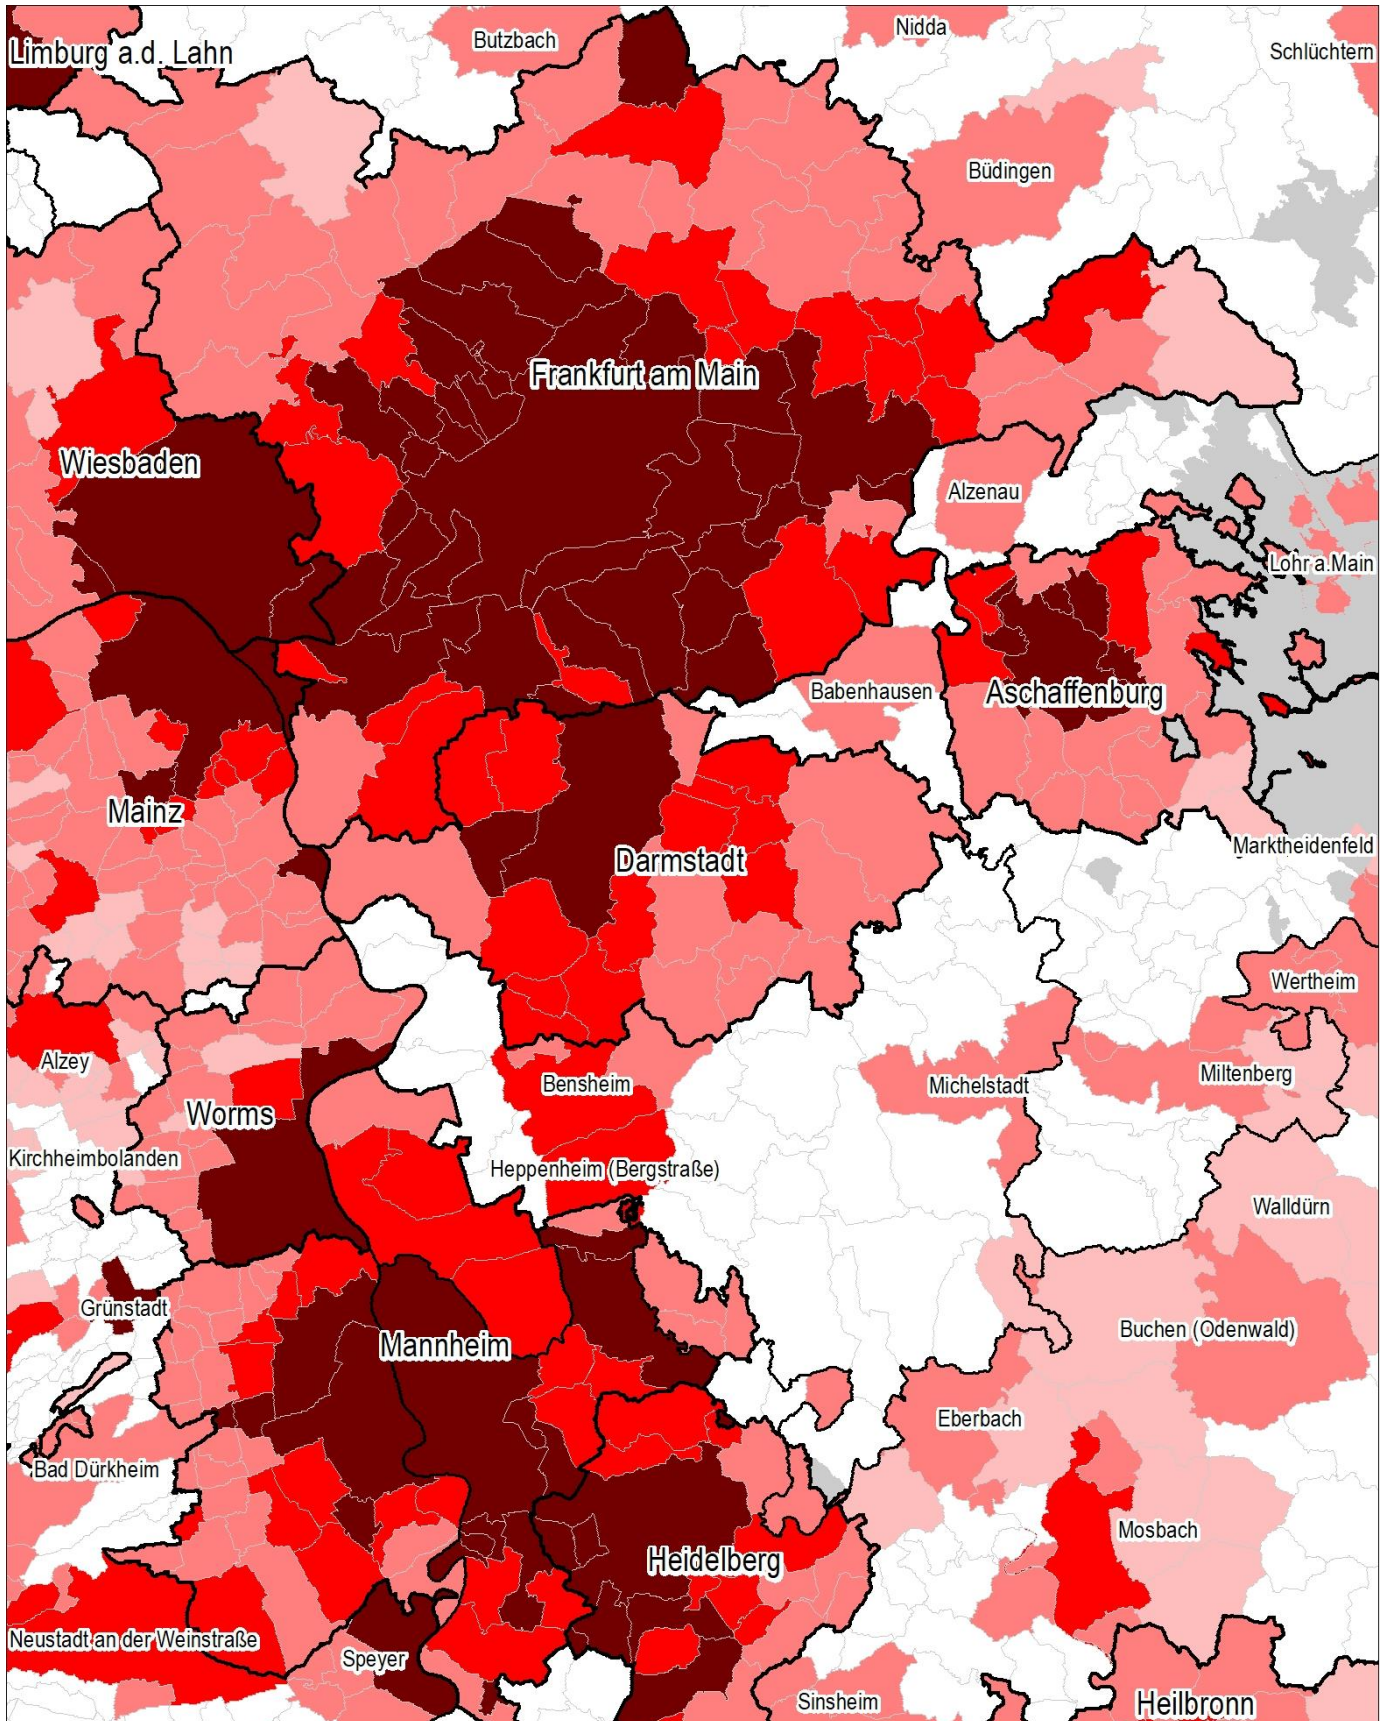 Limburg a.d. Lahn
Butzbach
Nidda
Schlüchtern
Büdingen
Frankfurt am Main
Wiesbaden
Alzenau
Lohr a.Main
Babenhausen
Aschaffenburg
Mainz
Darmstadt
Marktheidenfeld
Wertheim
Alzey
Bensheim
Michelstadt
Miltenberg
Worms
Kirchheimbolanden
Heppenheim (Bergstraße)
Walldürn
Grünstadt
Mannheim
Buchen (Odenwald)
Eberbach
Bad Dürkheim
Mosbach
Heidelberg
Neustadt an der Weinstraße
Speyer
Sinsheim
Heilbronn